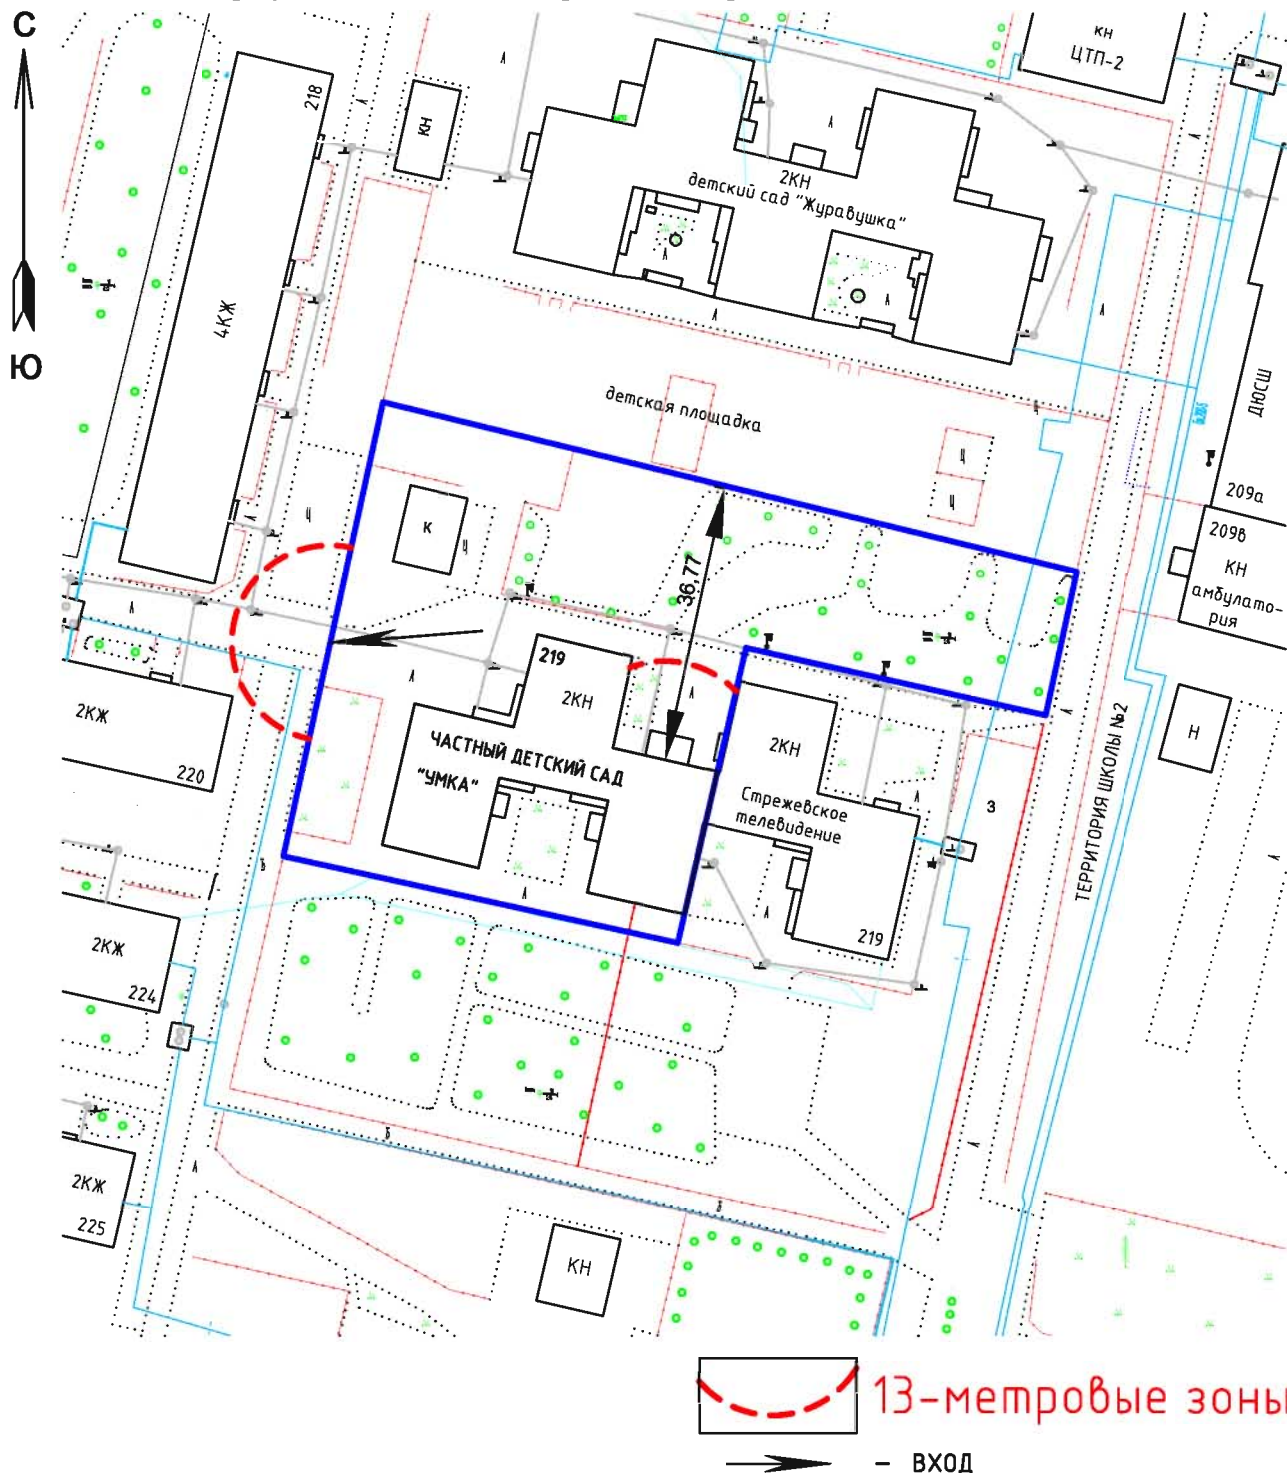 С
Ю
218
КН
4КЖ
кн
ЦТП-2
2КН
детский сад "Журавушка"
детская площадка
ДЮСШ
209а
209в
КН
амбулато-
рия
К
Ц
Ц
Ц
Ц
36,77
219
2КН
ЧАСТНЫЙ ДЕТСКИЙ САД
"УМКА"
2КН
Стрежевское
телевидение
219
З
ТЕРРИТОРИЯ ШКОЛЫ №2
Н
2КЖ
220
2КЖ
224
2КЖ
225
КН
Б
Б
Б
13-метровые зоны
- ВХОД